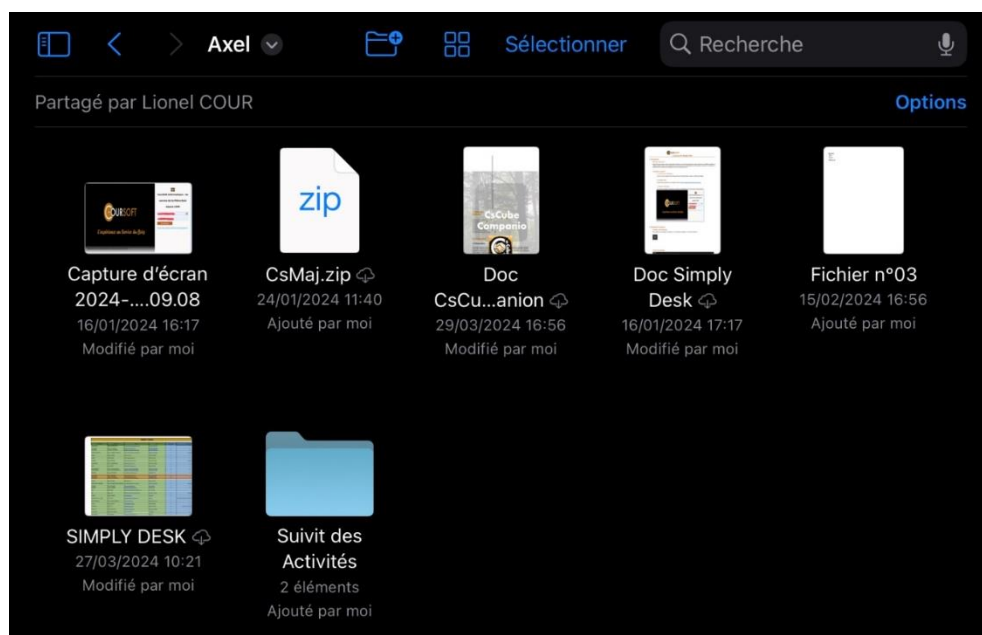 Axel
Sélectionner
Recherche
Partagé par Lionel COUR
Options
COURSOFT
zip
CsCube
Companio
Capture d'écran
2024-....09.08
16/01/2024 16:17
Modifié par moi
CsMaj.zip
24/01/2024 11:40
Ajouté par moi
Doc
CsCu...anion
29/03/2024 16:56
Modifié par moi
Doc Simply
Desk
16/01/2024 17:17
Modifié par moi
Fichier n°03
15/02/2024 16:56
Ajouté par moi
SIMPLY DESK
27/03/2024 10:21
Modifié par moi
Suivit des
Activités
2 éléments
Ajouté par moi